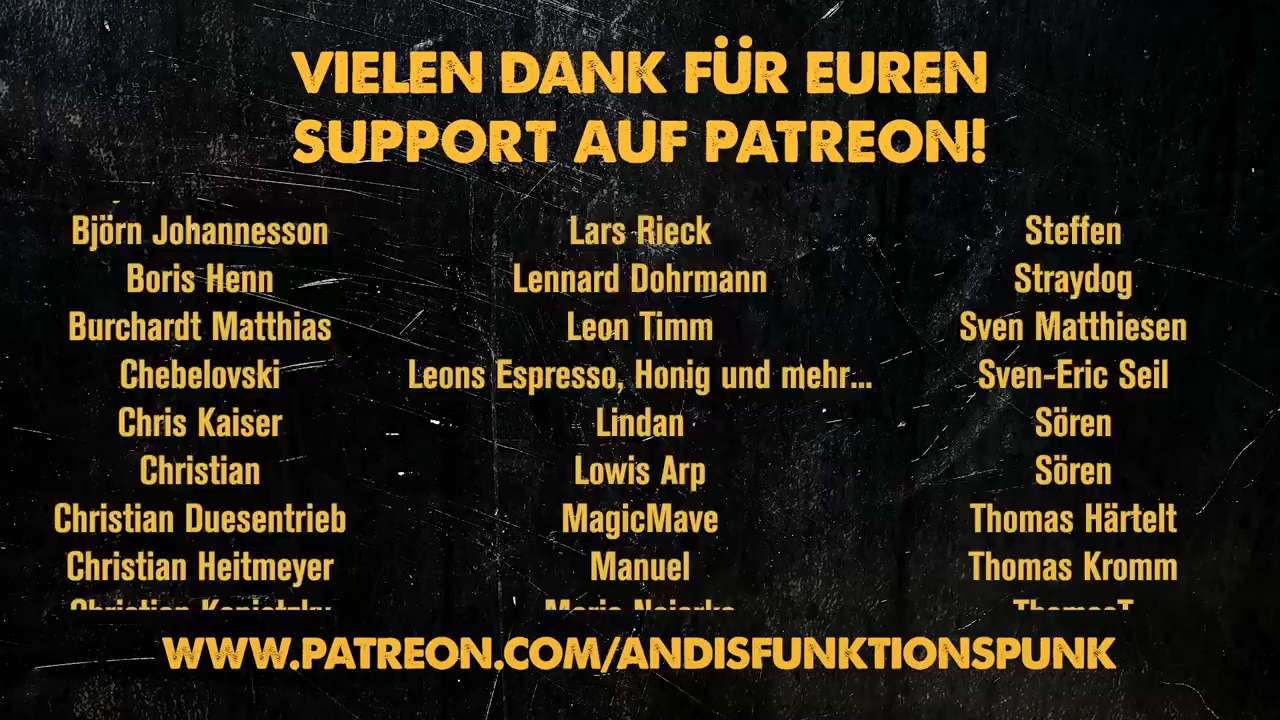 VIELEN DANK FÜR EUREN
SUPPORT AUF PATREON!
Björn Johannesson
Boris Henn
Burchardt Matthias
Chebelovski
Chris Kaiser
Christian
Christian Duesentrieb
Christian Heitmeyer
Christian
Lars Rieck
Lennard Dohrmann
Leon Timm
Leons Espresso, Honig und mehr...
Lindan
Lowis Arp
MagicMave
Manuel
Steffen
Straydog
Sven Matthiesen
Sven-Eric Seil
Sören
Sören
Thomas Härtelt
Thomas Kromm
ThomasT
WWW.PATREON.COM/ANDISFUNKTIONSPUNK